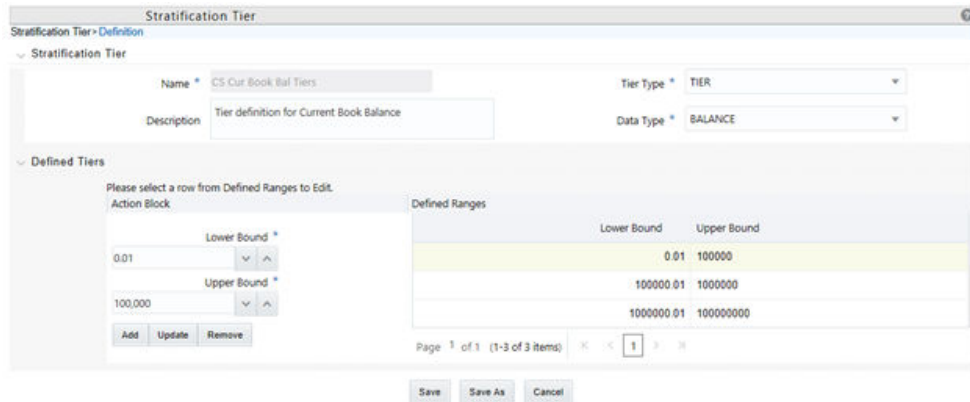 Stratification Tier
Stratification Tier> Definition
Stratification Tier
Name * CS Cur Book Bal Tiers
Tier Type * TIER
Description Tier definition for Current Book Balance
Data Type * BALANCE
Defined Tiers
Please select a row from Defined Ranges to Edit.
Action Block
Defined Ranges
Lower Bound *
0.01
Upper Bound *
100,000
Add Update Remove
Lower Bound Upper Bound
0.01 100000
100000.01 1000000
1000000.01 100000000
Page 1 of 1 (1-3 of 3 items) K < 1 > Я
Save Save As Cancel